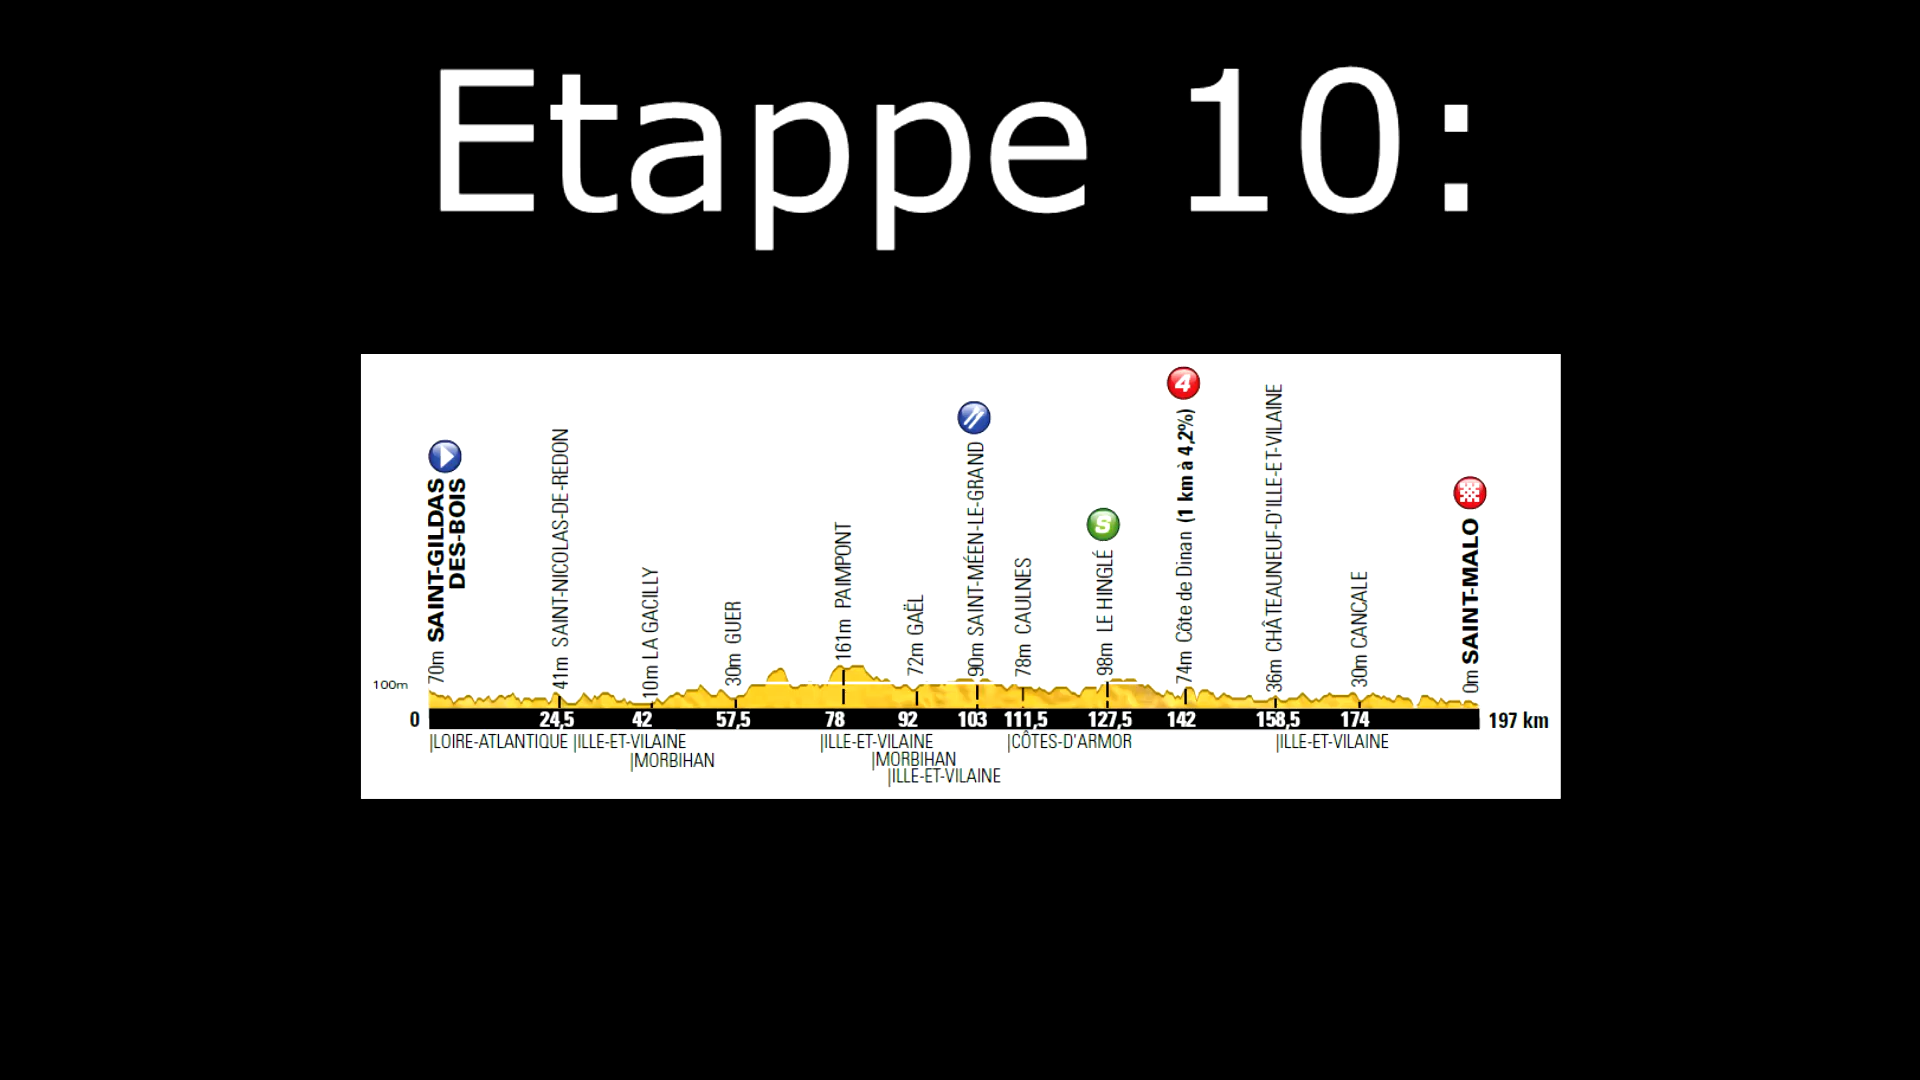 Etappe 10:
70m SAINT-GILDAS
DES-BOIS
41m SAINT-NICOLAS-DE-REDON
10m LA GACILLY
30m GUER
161m PAIMPONT
72m GAËL
90m SAINT-MÉEN-LE-GRAND
78m CAULNES
S
98m LE HINGLÉ
4
74m Côte de Dinan (1 km à 4,2%)
36m CHÂTEAUNEUF-D'ILLE-ET-VILAINE
30m CANCALE
0m SAINT-MALO
100m
0 24,5 42 57,5 78 92 103 111,5 127,5 142 158,5 174 197 km
|LOIRE-ATLANTIQUE |ILLE-ET-VILAINE |ILLE-ET-VILAINE |CÔTES-D'ARMOR |ILLE-ET-VILAINE
|MORBIHAN |MORBIHAN
|ILLE-ET-VILAINE